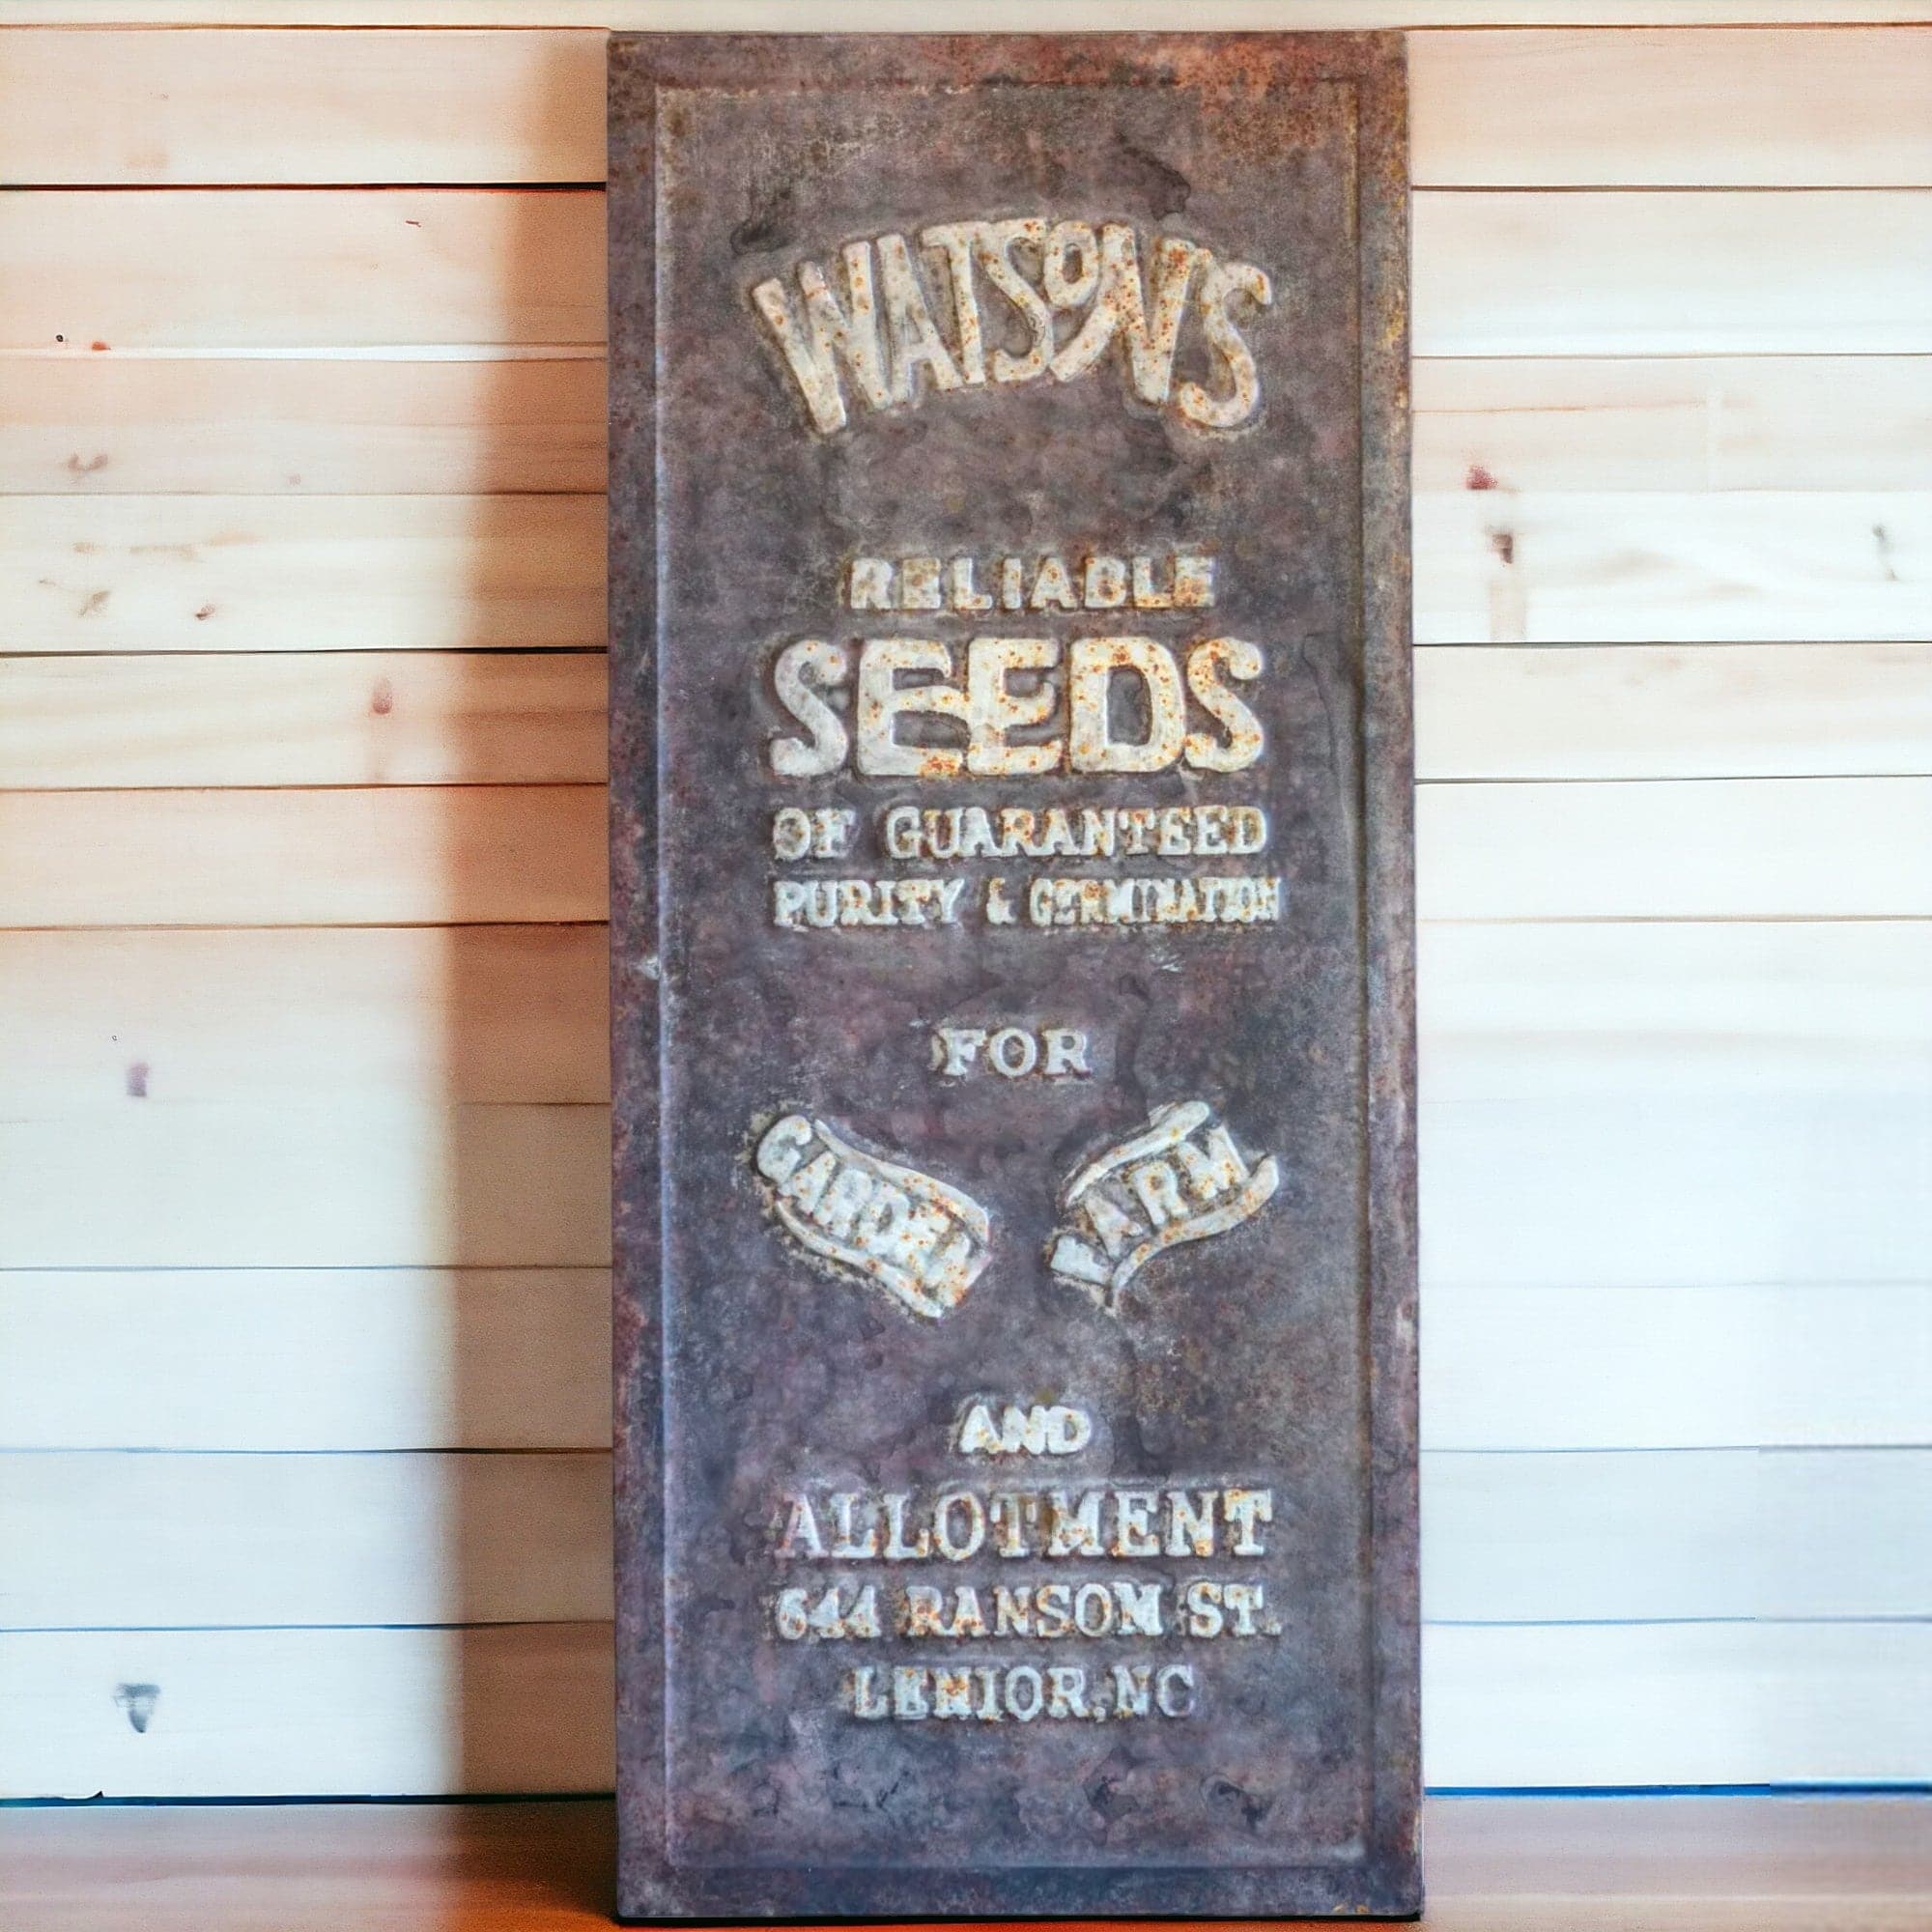 WATSON'S
RELIABLE
SEEDS
OF GUARANTEED
PURITY & GERMINATION
FOR
GARDEN FARM
AND
ALLOTMENT
644 RANSOM ST.
LENIOR, NC